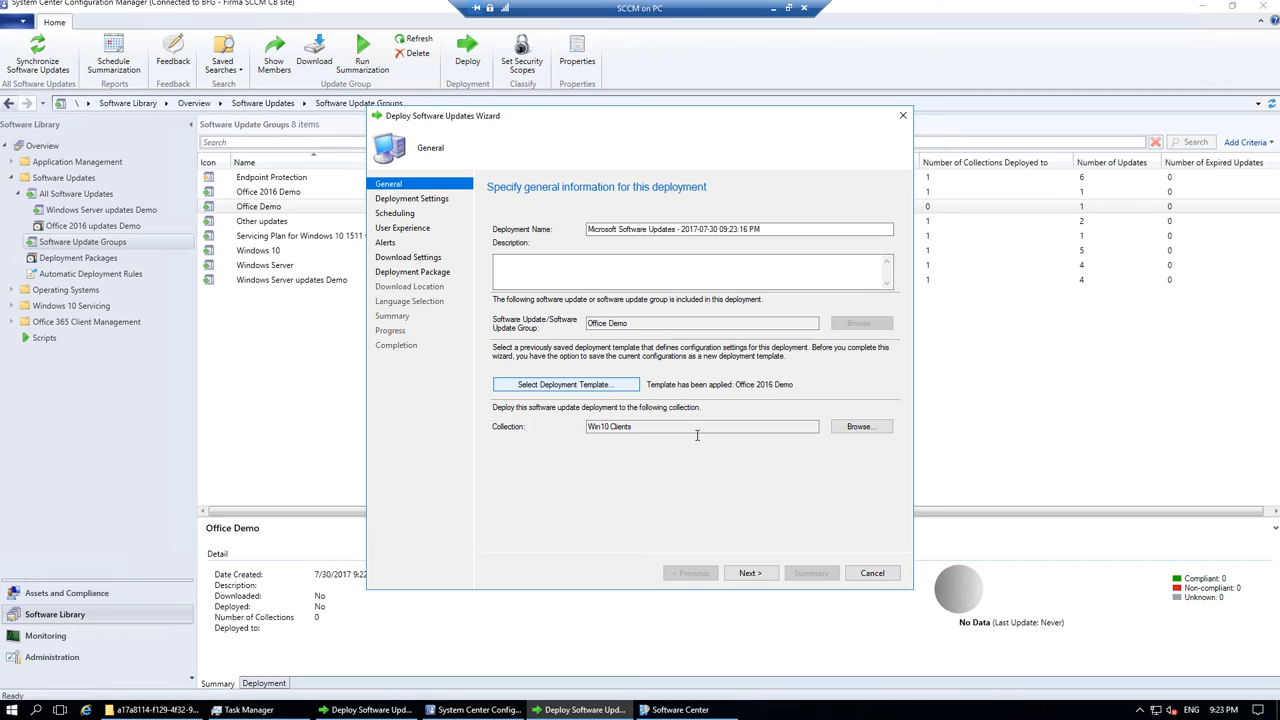 System Center Configuration Manager (Connected to BFG - Firma SCCM CB site)
SCCM on PC
Home
Synchronize Software Updates
Schedule Summarization
Feedback
Saved Searches
Show Members
Download
Run Summarization
Refresh
Delete
Deploy
Set Security Scopes
Properties
All Software Updates
Reports
Feedback
Search
Update Group
Deployment
Classify
Properties
\ Software Library Overview Software Updates Software Update Groups
Software Library
Overview
Application Management
Software Updates
All Software Updates
Windows Server updates Demo
Office 2016 updates Demo
Software Update Groups
Deployment Packages
Automatic Deployment Rules
Operating Systems
Windows 10 Servicing
Office 365 Client Management
Scripts
Assets and Compliance
Software Library
Monitoring
Administration
Software Update Groups 8 items
Search
Search
Add Criteria
Icon Name Number of Collections Deployed to Number of Updates Number of Expired Updates
Endpoint Protection 1 6 0
Office 2016 Demo 1 1 0
Office Demo 0 1 0
Other updates 1 2 0
Servicing Plan for Windows 10 1511 1 1 0
Windows 10 1 5 0
Windows Server 1 4 0
Windows Server updates Demo 1 4 0
Deploy Software Updates Wizard
General
General
Deployment Settings
Scheduling
User Experience
Alerts
Download Settings
Deployment Package
Download Location
Language Selection
Summary
Progress
Completion
Specify general information for this deployment
Deployment Name: Microsoft Software Updates - 2017-07-30 09:23:16 PM
Description:
The following software update or software update group is included in this deployment.
Software Update/Software Update Group: Office Demo Browse...
Select a previously saved deployment template that defines configuration settings for this deployment. Before you complete this
wizard, you have the option to save the current configurations as a new deployment template.
Select Deployment Template... Template has been applied: Office 2016 Demo
Deploy this software update deployment to the following collection.
Collection: Win10 Clients Browse...
< Previous Next > Summary Cancel
Office Demo
Detail
Date Created: 7/30/2017 9:22
Description:
Downloaded: No
Deployed: No
Number of Collections 0
Deployed to:
No Data (Last Update: Never)
Compliant: 0
Non-compliant: 0
Unknown: 0
Summary Deployment
Ready
a17a8114-f129-4f32-9...
Task Manager
Deploy Software Upd...
System Center Config...
Deploy Software Upd...
Software Center
ENG 9:23 PM